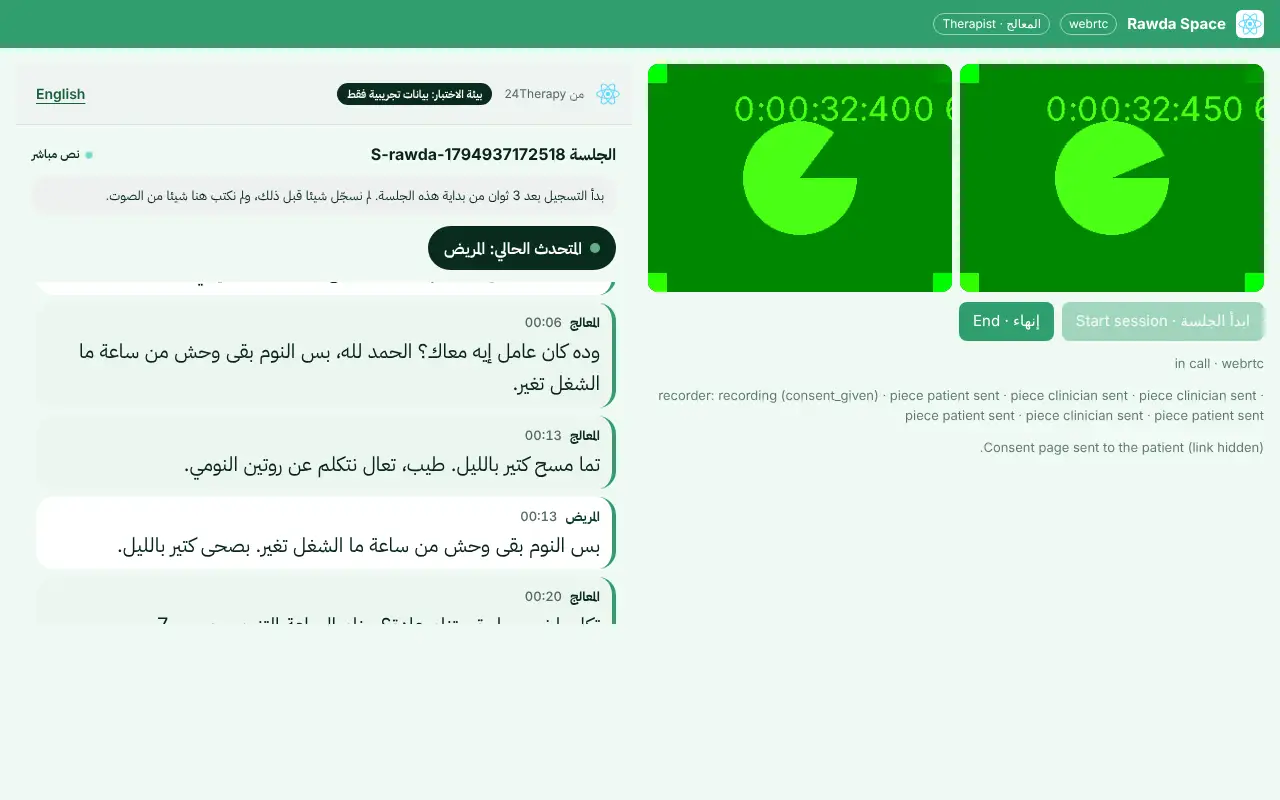 Rawda Space
webrtc
المعالج · Therapist
0:00:32:450 6
0:00:32:400
ابدأ الجلسة · Start session
إنهاء · End
in call · webrtc
recorder: recording (consent_given) · piece patient sent · piece clinician sent · piece clinician sent ·
piece patient sent · piece clinician sent · piece patient sent
Consent page sent to the patient (link hidden).
من 24Therapy
بيئة الاختبار: بيانات تجريبية فقط
English
الجلسة S-rawda-1794937172518
نص مباشر
بدأ التسجيل بعد 3 ثوان من بداية هذه الجلسة. لم نسجّل شيئا قبل ذلك، ولم نكتب هنا شيئا من الصوت.
المتحدث الحالي: المريض
المعالج 00:06
وده كان عامل إيه معاك؟ الحمد لله، بس النوم بقى وحش من ساعة ما
الشغل تغير.
المعالج 00:13
تما مسح كتير بالليل. طيب، تعال نتكلم عن روتين النومي.
المريض 00:13
بس النوم بقى وحش من ساعة ما الشغل تغير. بصحى كتير بالليل.
المعالج 00:20